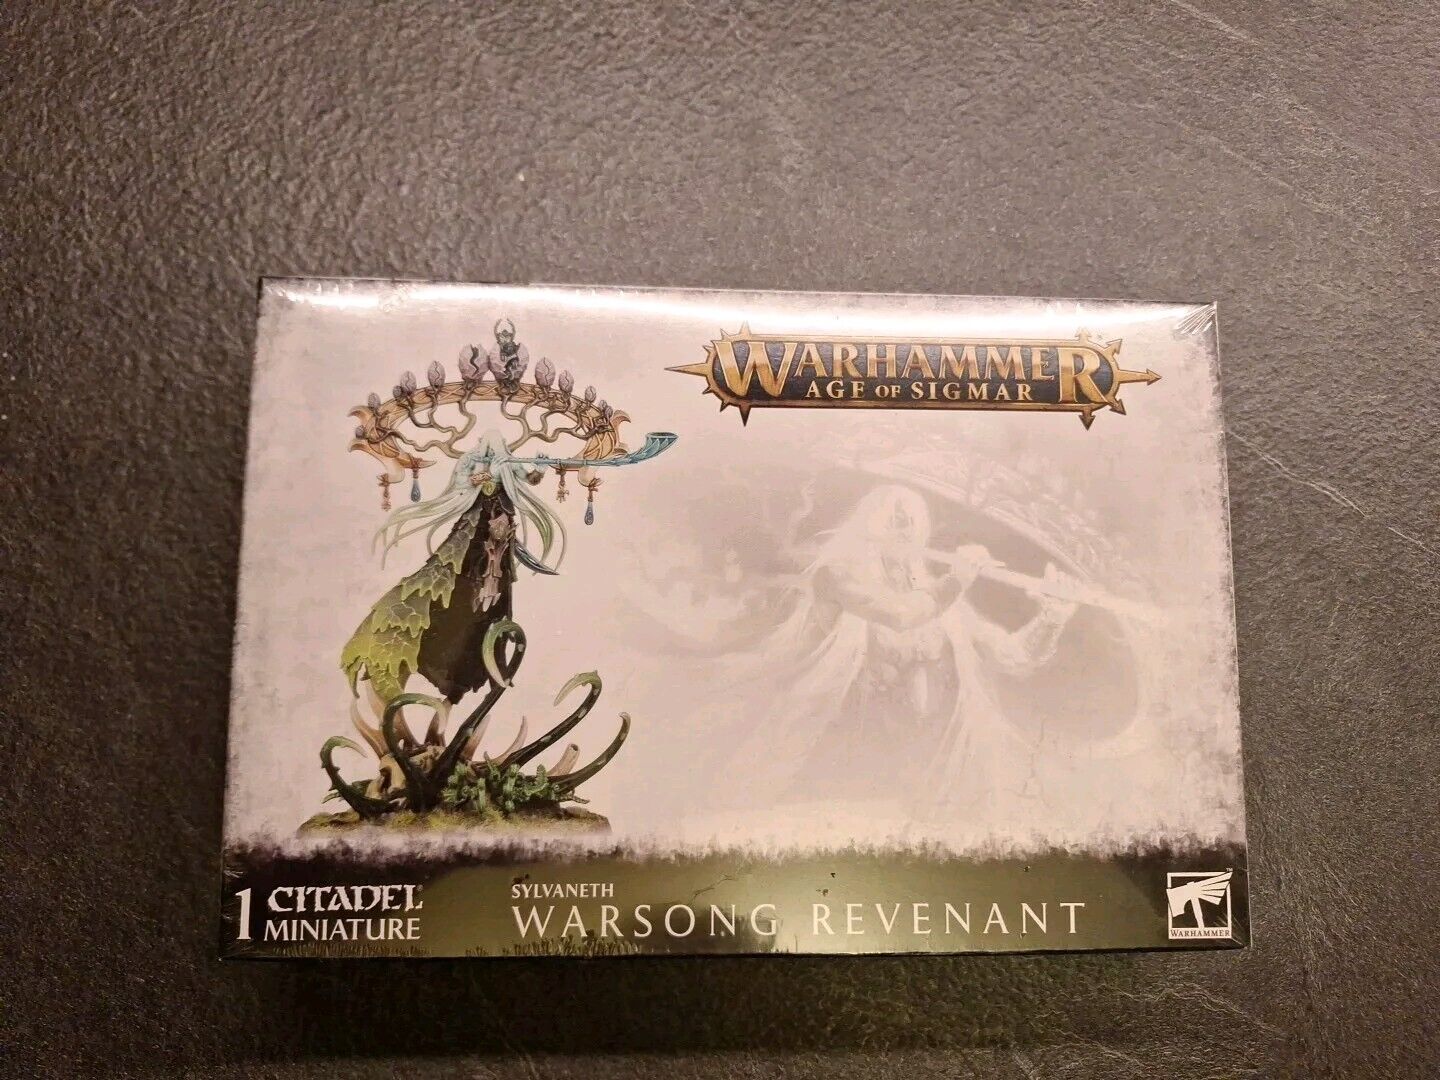 WARHAMMER
AGE OF SIGMAR
1 CITADEL®
MINIATURE
SYLVANETH
WARSONG REVENANT
WARHAMMER